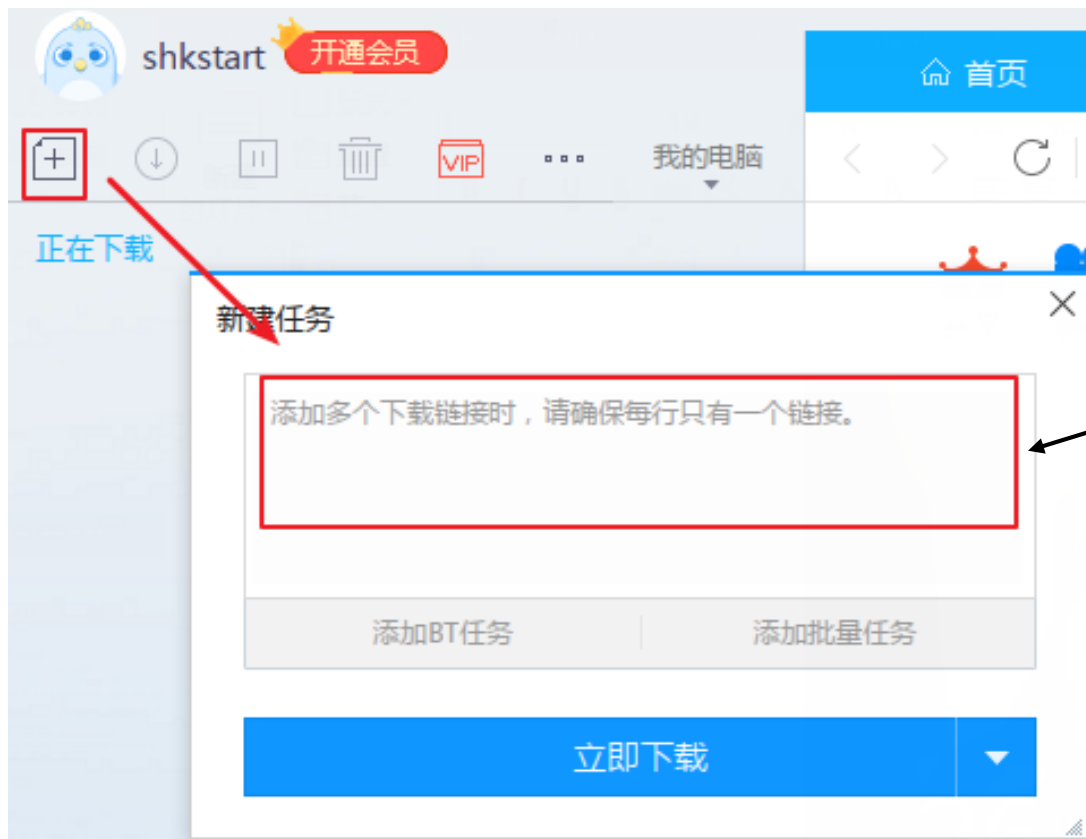 shkstart 开通会员
首页
VIP 我的电脑
正在下载
新建任务
添加多个下载链接时，请确保每行只有一个链接。
添加BT任务 添加批量任务
立即下载